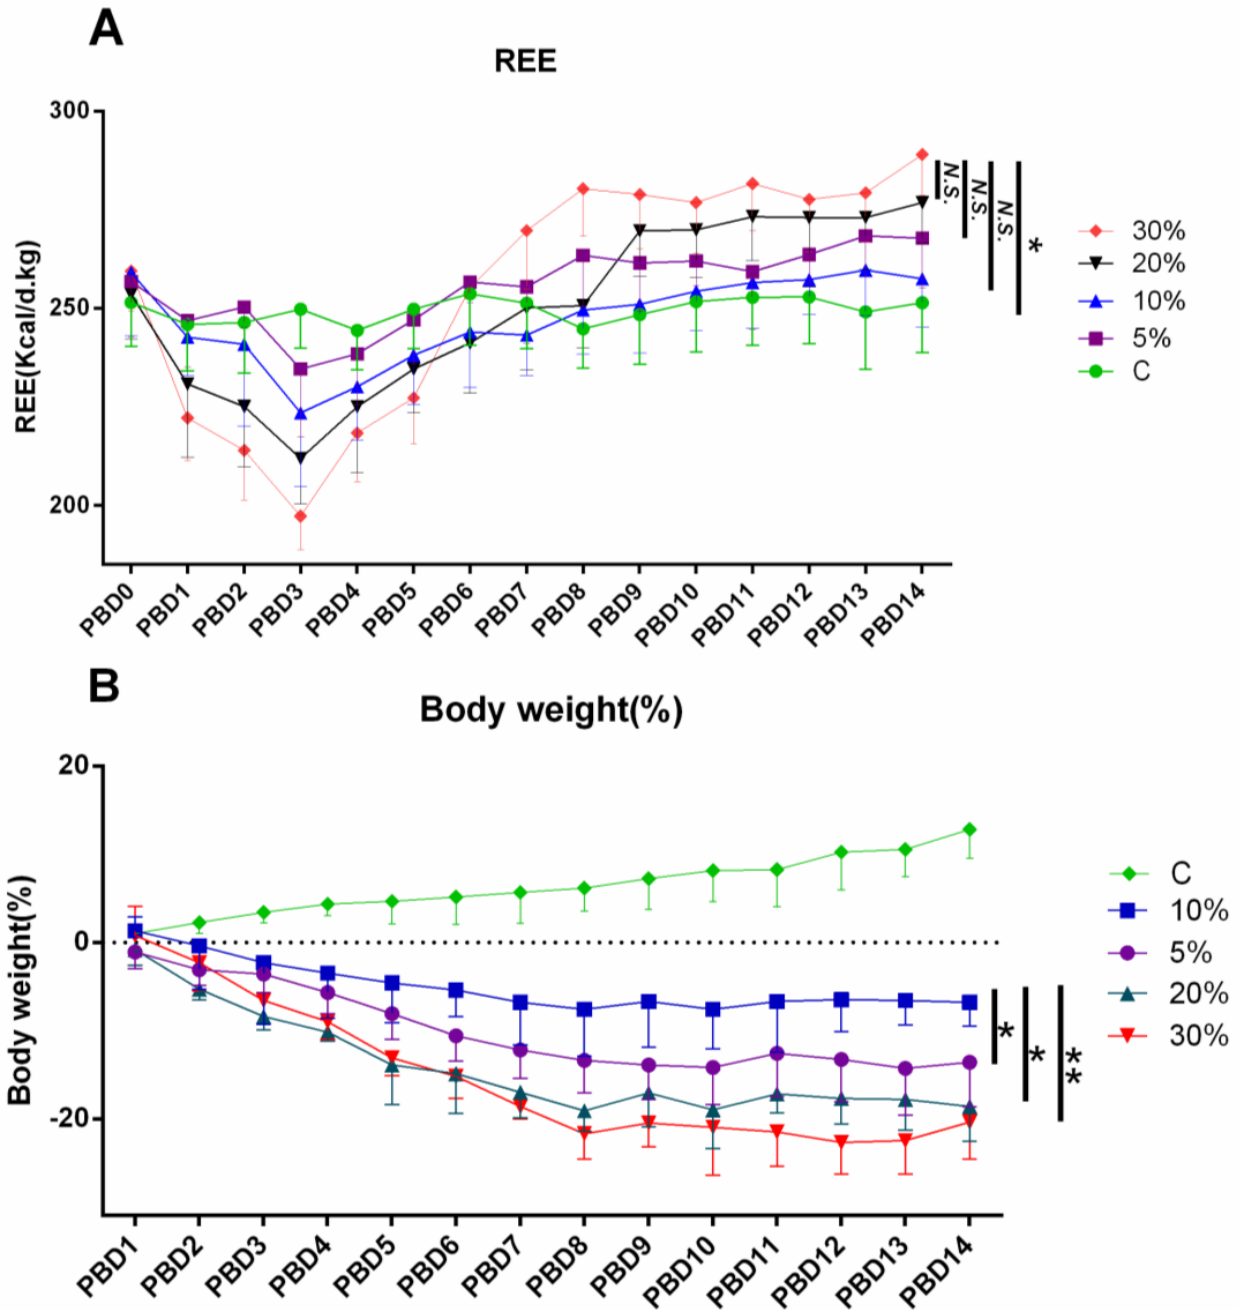 A
REE
300
250
200
REE(Kcal/d.kg)
N.S.
N.S.
N.S.
*
30%
20%
10%
5%
C
PBD0
PBD1
PBD2
PBD3
PBD4
PBD5
PBD6
PBD7
PBD8
PBD9
PBD10
PBD11
PBD12
PBD13
PBD14
B
Body weight(%)
20
0
-20
Body weight(%)
*
*
**
C
10%
5%
20%
30%
PBD1
PBD2
PBD3
PBD4
PBD5
PBD6
PBD7
PBD8
PBD9
PBD10
PBD11
PBD12
PBD13
PBD14